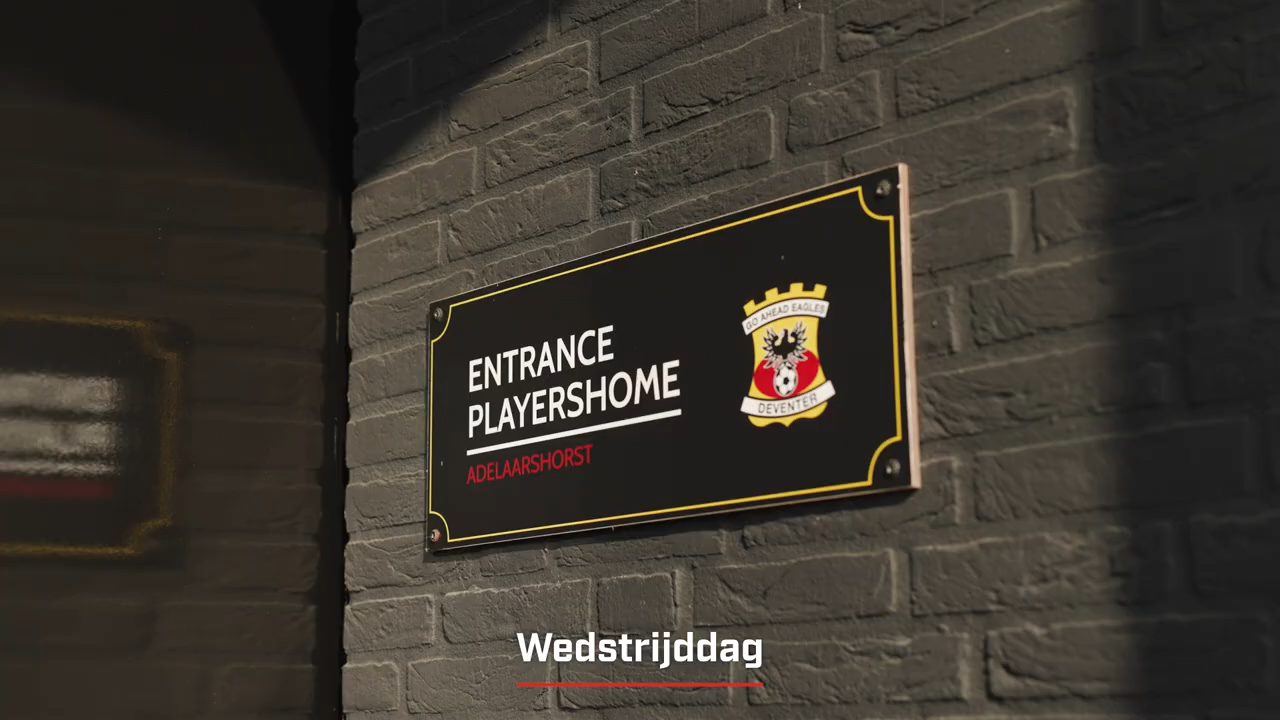 ENTRANCE
PLAYERSHOME
ADELAARSHORST
GO AHEAD EAGLES
DEVENTER
Wedstrijddag